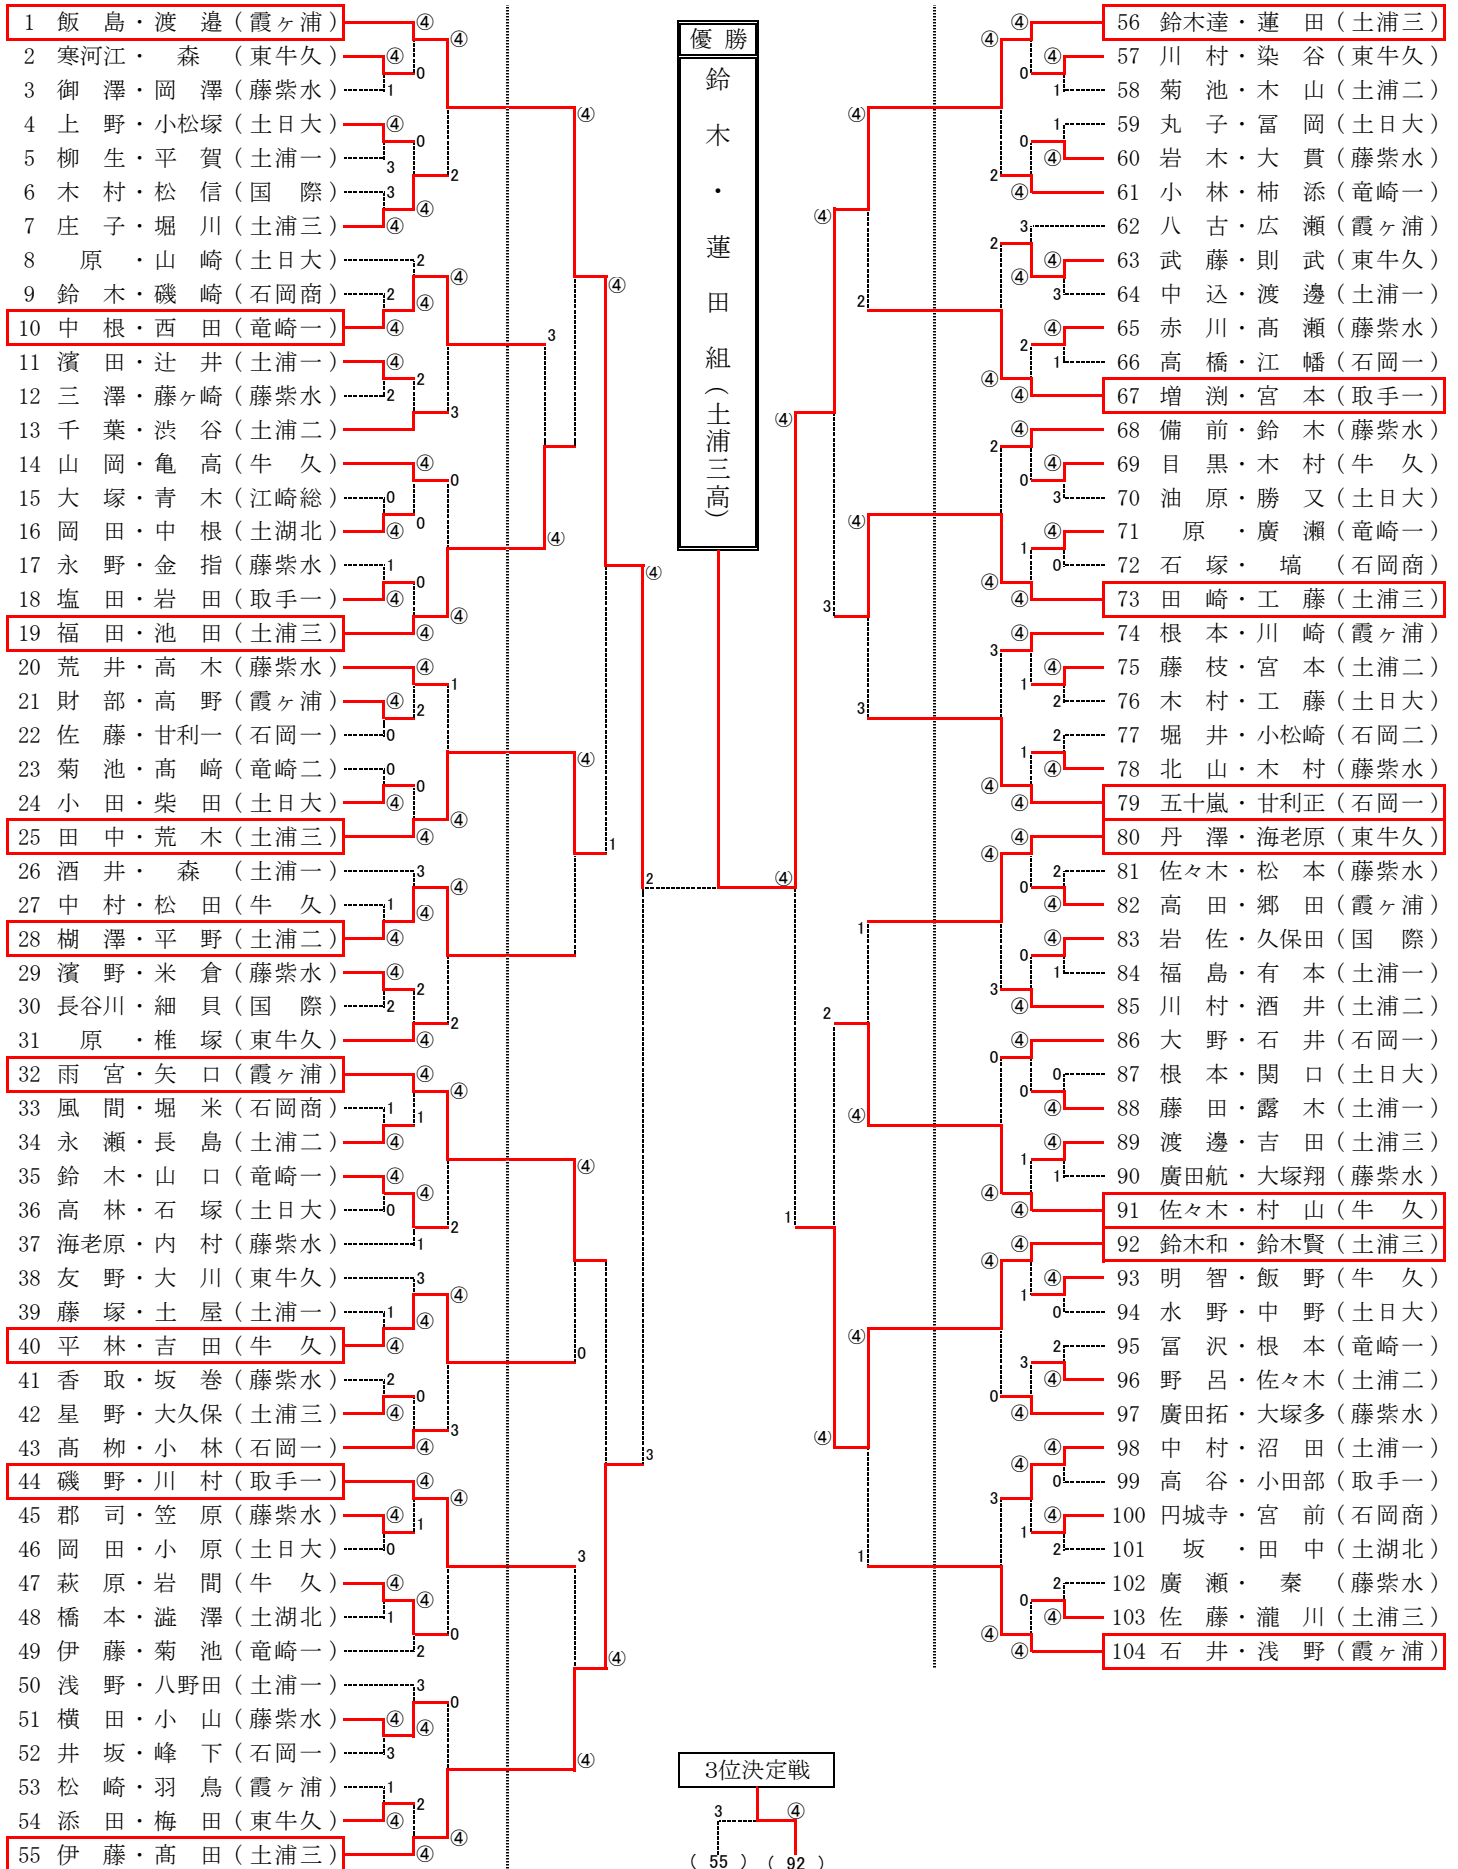 1 飯 島・渡 邉（霞ヶ浦）
2 寒河江・ 森 （東牛久）
3 御 澤・岡 澤（藤紫水）
4 上 野・小松塚（土日大）
5 柳 生・平 賀（土浦一）
6 木 村・松 信（国 際）
7 庄 子・堀 川（土浦三）
8 原 ・山 崎（土日大）
9 鈴 木・磯 崎（石岡商）
10 中 根・西 田（竜崎一）
11 濱 田・辻 井（土浦一）
12 三 澤・藤ヶ崎（藤紫水）
13 千 葉・渋 谷（土浦二）
14 山 岡・亀 高（牛 久）
15 大 塚・青 木（江崎総）
16 岡 田・中 根（土湖北）
17 永 野・金 指（藤紫水）
18 塩 田・岩 田（取手一）
19 福 田・池 田（土浦三）
20 荒 井・高 木（藤紫水）
21 財 部・高 野（霞ヶ浦）
22 佐 藤・甘利一（石岡一）
23 菊 池・髙 﨑（竜崎二）
24 小 田・柴 田（土日大）
25 田 中・荒 木（土浦三）
26 酒 井・ 森 （土浦一）
27 中 村・松 田（牛 久）
28 楜 澤・平 野（土浦二）
29 濱 野・米 倉（藤紫水）
30 長谷川・細 貝（国 際）
31 原 ・椎 塚（東牛久）
32 雨 宮・矢 口（霞ヶ浦）
33 風 間・堀 米（石岡商）
34 永 瀬・長 島（土浦二）
35 鈴 木・山 口（竜崎一）
36 高 林・石 塚（土日大）
37 海老原・内 村（藤紫水）
38 友 野・大 川（東牛久）
39 藤 塚・土 屋（土浦一）
40 平 林・吉 田（牛 久）
41 香 取・坂 巻（藤紫水）
42 星 野・大久保（土浦三）
43 髙 栁・小 林（石岡一）
44 磯 野・川 村（取手一）
45 郡 司・笠 原（藤紫水）
46 岡 田・小 原（土日大）
47 萩 原・岩 間（牛 久）
48 橋 本・澁 澤（土湖北）
49 伊 藤・菊 池（竜崎一）
50 浅 野・八野田（土浦一）
51 横 田・小 山（藤紫水）
52 井 坂・峰 下（石岡一）
53 松 崎・羽 鳥（霞ヶ浦）
54 添 田・梅 田（東牛久）
55 伊 藤・髙 田（土浦三）
優 勝
鈴木・蓮田組（土浦三高）
56 鈴木達・蓮 田（土浦三）
57 川 村・染 谷（東牛久）
58 菊 池・木 山（土浦二）
59 丸 子・冨 岡（土日大）
60 岩 木・大 貫（藤紫水）
61 小 林・柿 添（竜崎一）
62 八 古・広 瀬（霞ヶ浦）
63 武 藤・則 武（東牛久）
64 中 込・渡 邊（土浦一）
65 赤 川・髙 瀬（藤紫水）
66 高 橋・江 幡（石岡一）
67 増 渕・宮 本（取手一）
68 備 前・鈴 木（藤紫水）
69 目 黒・木 村（牛 久）
70 油 原・勝 又（土日大）
71 原 ・廣 瀬（竜崎一）
72 石 塚・ 塙 （石岡商）
73 田 崎・工 藤（土浦三）
74 根 本・川 崎（霞ヶ浦）
75 藤 枝・宮 本（土浦二）
76 木 村・工 藤（土日大）
77 堀 井・小松崎（石岡二）
78 北 山・木 村（藤紫水）
79 五十嵐・甘利正（石岡一）
80 丹 澤・海老原（東牛久）
81 佐々木・松 本（藤紫水）
82 高 田・郷 田（霞ヶ浦）
83 岩 佐・久保田（国 際）
84 福 島・有 本（土浦一）
85 川 村・酒 井（土浦二）
86 大 野・石 井（石岡一）
87 根 本・関 口（土日大）
88 藤 田・露 木（土浦一）
89 渡 邊・吉 田（土浦三）
90 廣田航・大塚翔（藤紫水）
91 佐々木・村 山（牛 久）
92 鈴木和・鈴木賢（土浦三）
93 明 智・飯 野（牛 久）
94 水 野・中 野（土日大）
95 冨 沢・根 本（竜崎一）
96 野 呂・佐々木（土浦二）
97 廣田拓・大塚多（藤紫水）
98 中 村・沼 田（土浦一）
99 高 谷・小田部（取手一）
100 円城寺・宮 前（石岡商）
101 坂 ・田 中（土湖北）
102 廣 瀬・ 秦 （藤紫水）
103 佐 藤・瀧 川（土浦三）
104 石 井・浅 野（霞ヶ浦）
3位決定戦
3 ④
（ 55 ）（ 92 ）